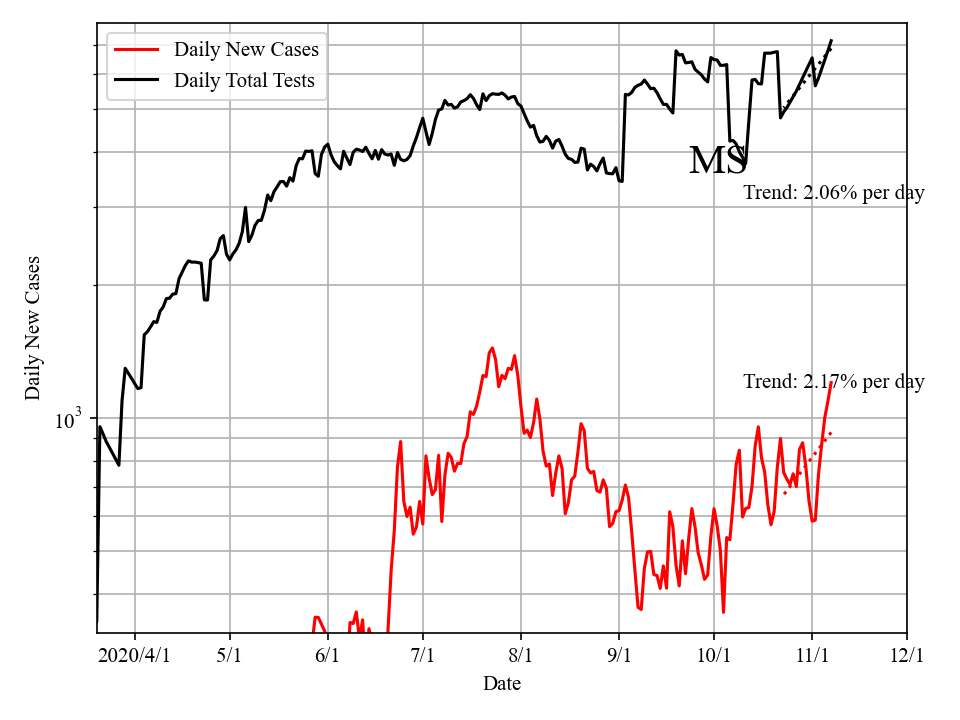 Daily New Cases
Daily Total Tests
MS
Trend: 2.06% per day
Trend: 2.17% per day
Daily New Cases
10^3
2020/4/1 5/1 6/1 7/1 8/1 9/1 10/1 11/1 12/1
Date